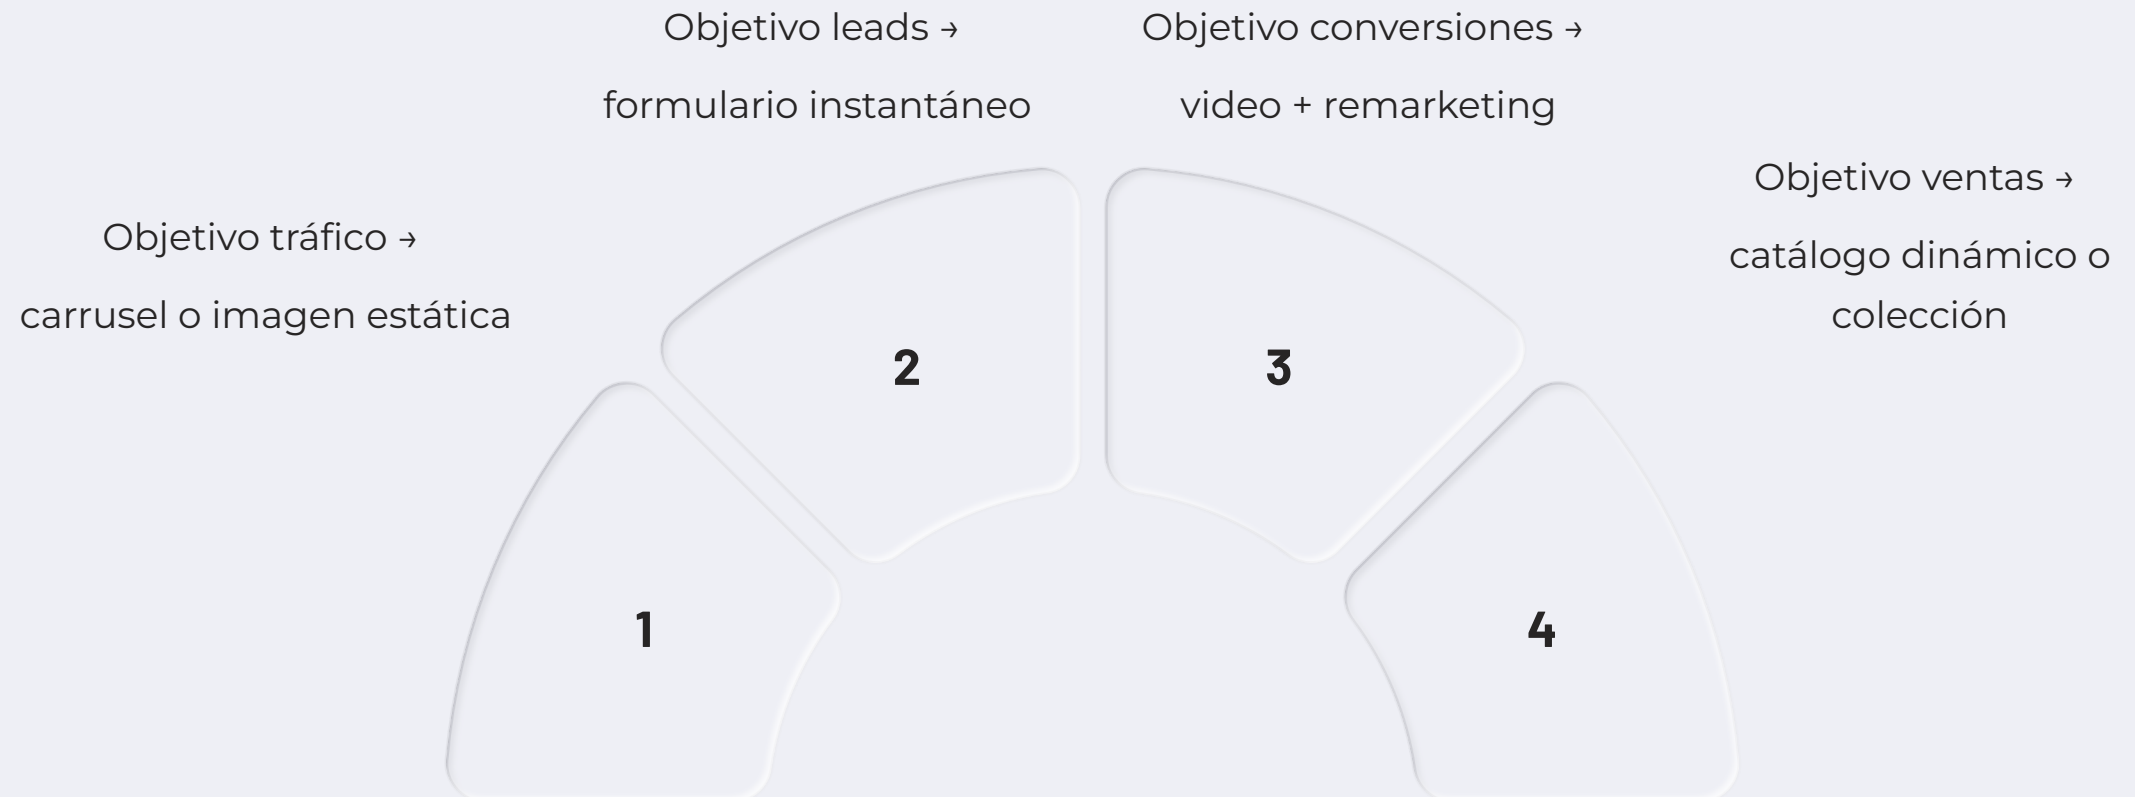 Objetivo tráfico →
carrusel o imagen estática
1
Objetivo leads →
formulario instantáneo
2
Objetivo conversiones →
video + remarketing
3
Objetivo ventas →
catálogo dinámico o
colección
4